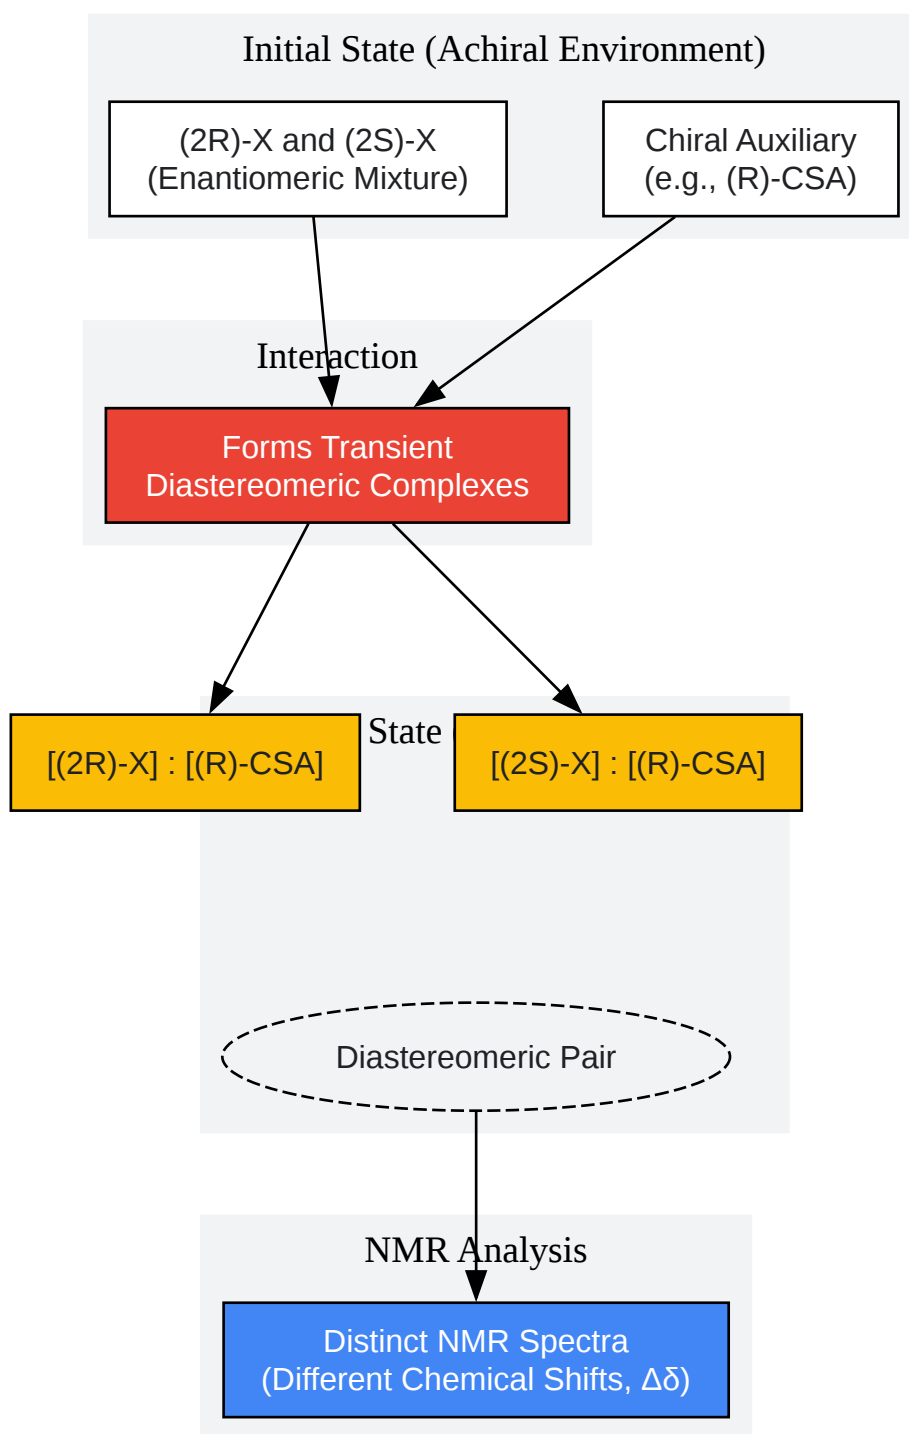 Initial State (Achiral Environment)
(2R)-X and (2S)-X
(Enantiomeric Mixture)
Chiral Auxiliary
(e.g., (R)-CSA)
Interaction
Forms Transient
Diastereomeric Complexes
State
[(2R)-X] : [(R)-CSA]
[(2S)-X] : [(R)-CSA]
Diastereomeric Pair
NMR Analysis
Distinct NMR Spectra
(Different Chemical Shifts, Δδ)